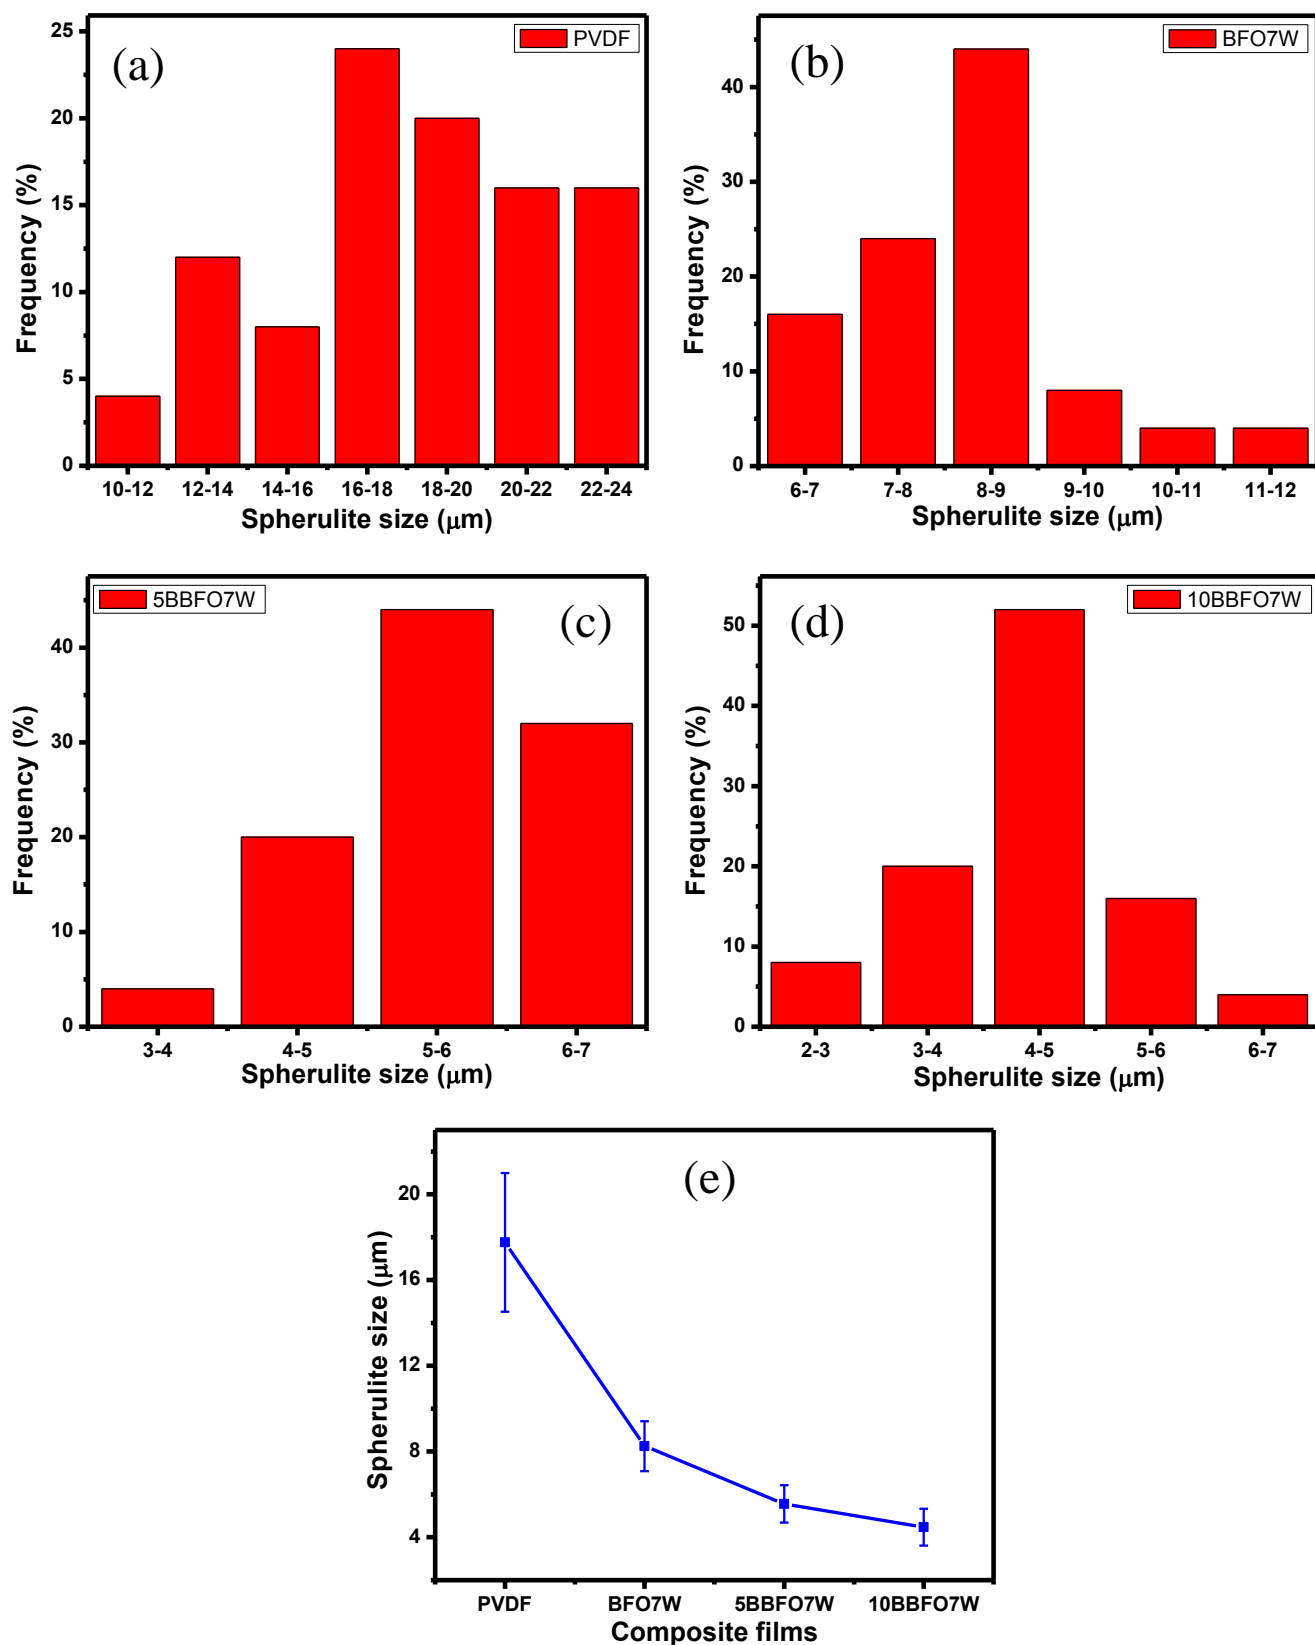 (a)
PVDF
Frequency (%)
25
20
15
10
5
0
10-12 12-14 14-16 16-18 18-20 20-22 22-24
Spherulite size (μm)
(b)
BFO7W
Frequency (%)
40
30
20
10
0
6-7 7-8 8-9 9-10 10-11 11-12
Spherulite size (μm)
5BBFO7W
(c)
Frequency (%)
40
30
20
10
0
3-4 4-5 5-6 6-7
Spherulite size (μm)
(d)
10BBFO7W
Frequency (%)
50
40
30
20
10
0
2-3 3-4 4-5 5-6 6-7
Spherulite size (μm)
(e)
Spherulite size (μm)
20
16
12
8
4
PVDF BFO7W 5BBFO7W 10BBFO7W
Composite films